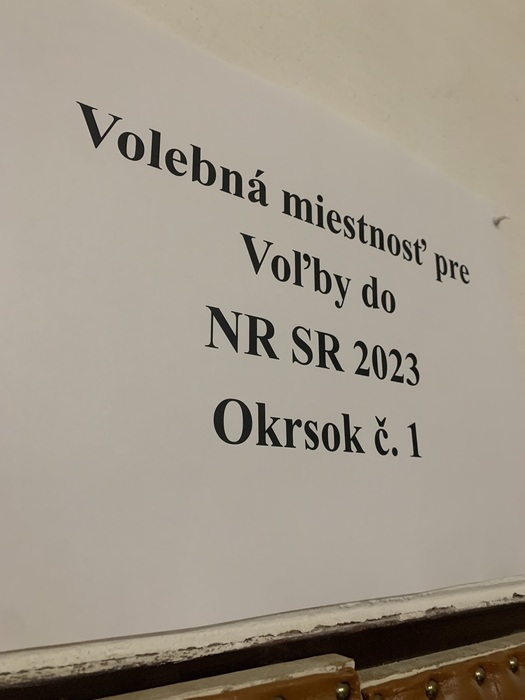 Volebná miestnosť pre
Voľby do
NR SR 2023
Okrsok č. 1